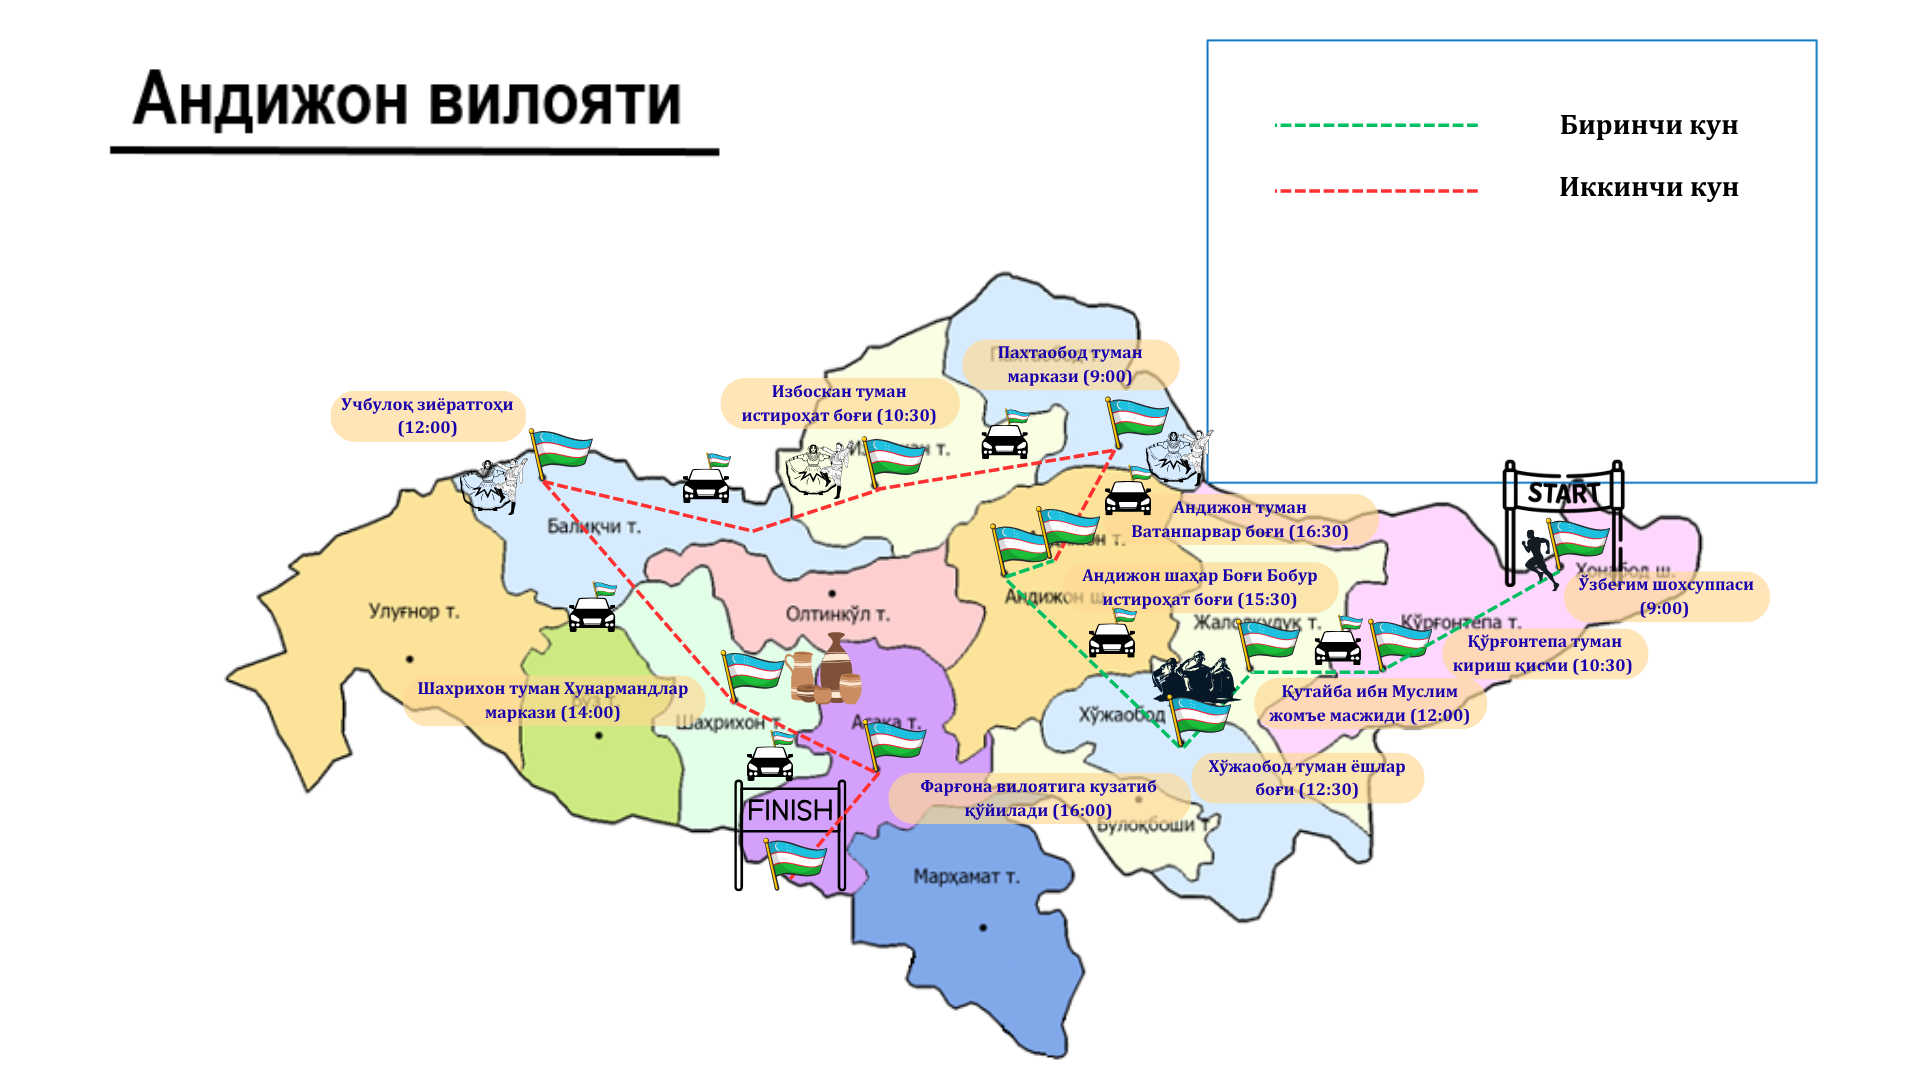 Андижон вилояти
Биринчи кун
Иккинчи кун
Пахтаобод туман
маркази (9:00)
Избоскан туман
истироҳат боғи (10:30)
Учбулоқ зиёратгоҳи
(12:00)
т.
START
Андижон туман
Ватанпарвар боғи (16:30)
Балиқчи т.
т.
Хонабод ш.
Ўзбегим шохсуппаси
(9:00)
Андижон шаҳар Боғи Бобур
истироҳат боғи (15:30)
Андижон ш.
Улуғнор т.
Олтинкўл т.
Жалолқудуқ т.
Кўрғонтепа т.
Қўрғонтепа туман
кириш қисми (10:30)
Шахрихон туман Хунармандлар
маркази (14:00)
Қутайба ибн Муслим
жомъе масжиди (12:00)
Шаҳрихон т.
Асака т.
Хўжаобод
Хўжаобод туман ёшлар
боғи (12:30)
Фарғона вилоятига кузатиб
қўйилади (16:00)
FINISH
Булоқбоши т.
Марҳамат т.